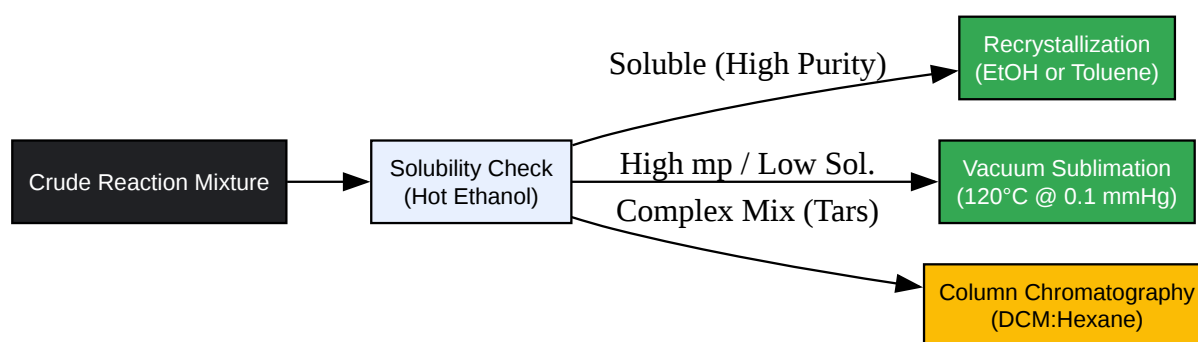 Crude Reaction Mixture
Solubility Check
(Hot Ethanol)
Soluble (High Purity)
Recrystallization
(EtOH or Toluene)
High mp / Low Sol.
Vacuum Sublimation
(120°C @ 0.1 mmHg)
Complex Mix (Tars)
Column Chromatography
(DCM:Hexane)